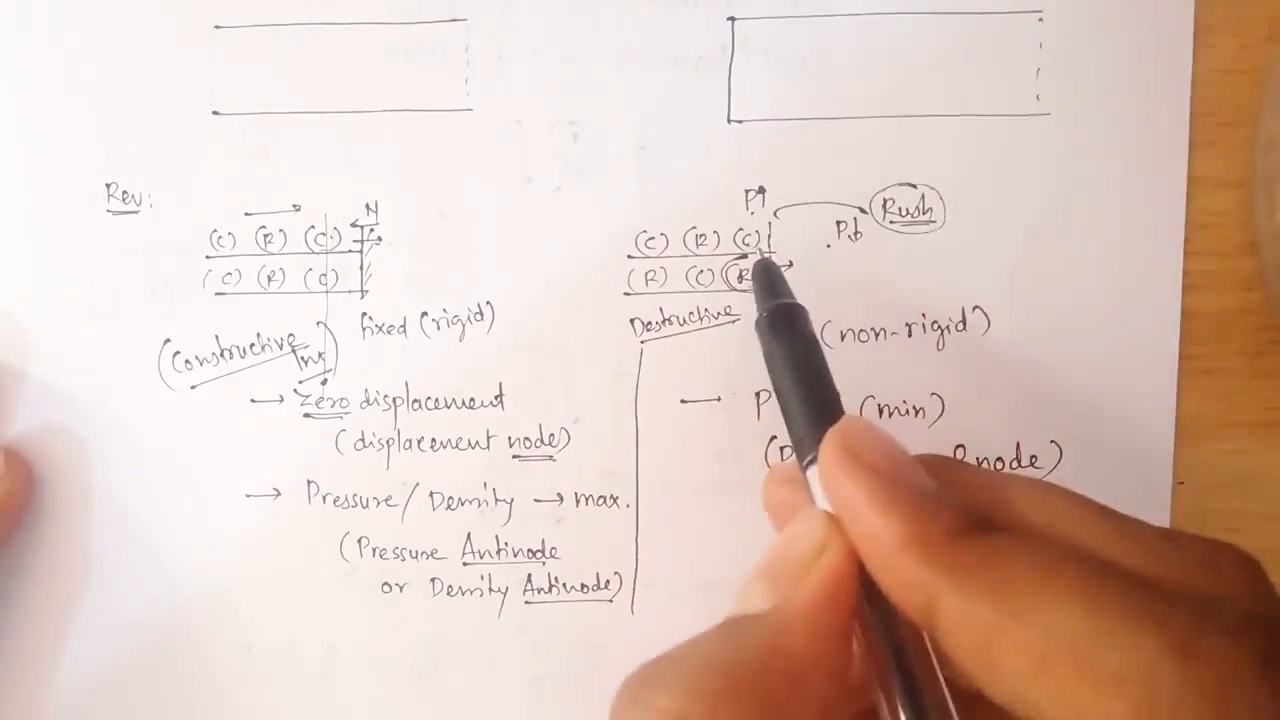 Rev:
N
(C) (R) (C)
(C) (R) (C)
fixed (rigid)
(Constructive Int)
→ Zero displacement
(displacement node)
→ Pressure/Density → max.
(Pressure Antinode
or Density Antinode)
P↑
Rush
(C) (R) (C)
(R) (C) (R
Destructive
(non-rigid)
→ P (min)
(D node)